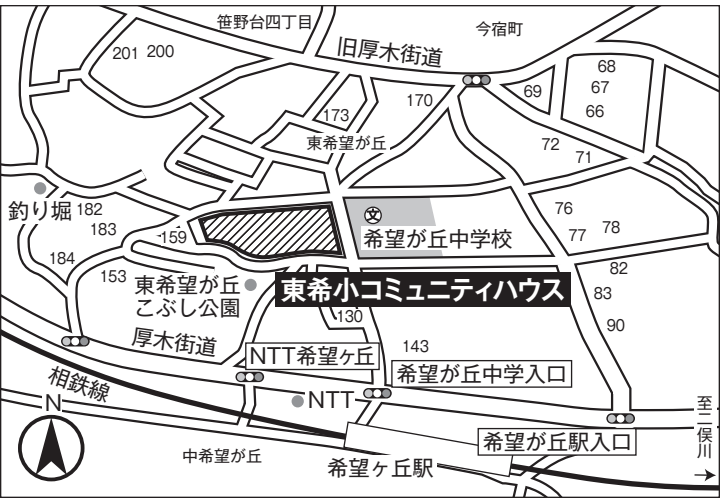 笹野台四丁目
今宿町
旧厚木街道
201
200
68
67
66
69
170
173
東希望が丘
72
71
釣り堀
182
183
184
159
153
文
希望が丘中学校
76
77
78
82
83
90
東希望が丘
こぶし公園
東希小コミュニティハウス
130
143
厚木街道
NTT希望ヶ丘
希望が丘中学入口
相鉄線
N
NTT
希望が丘駅入口
至二俣川
→
中希望が丘
希望ヶ丘駅